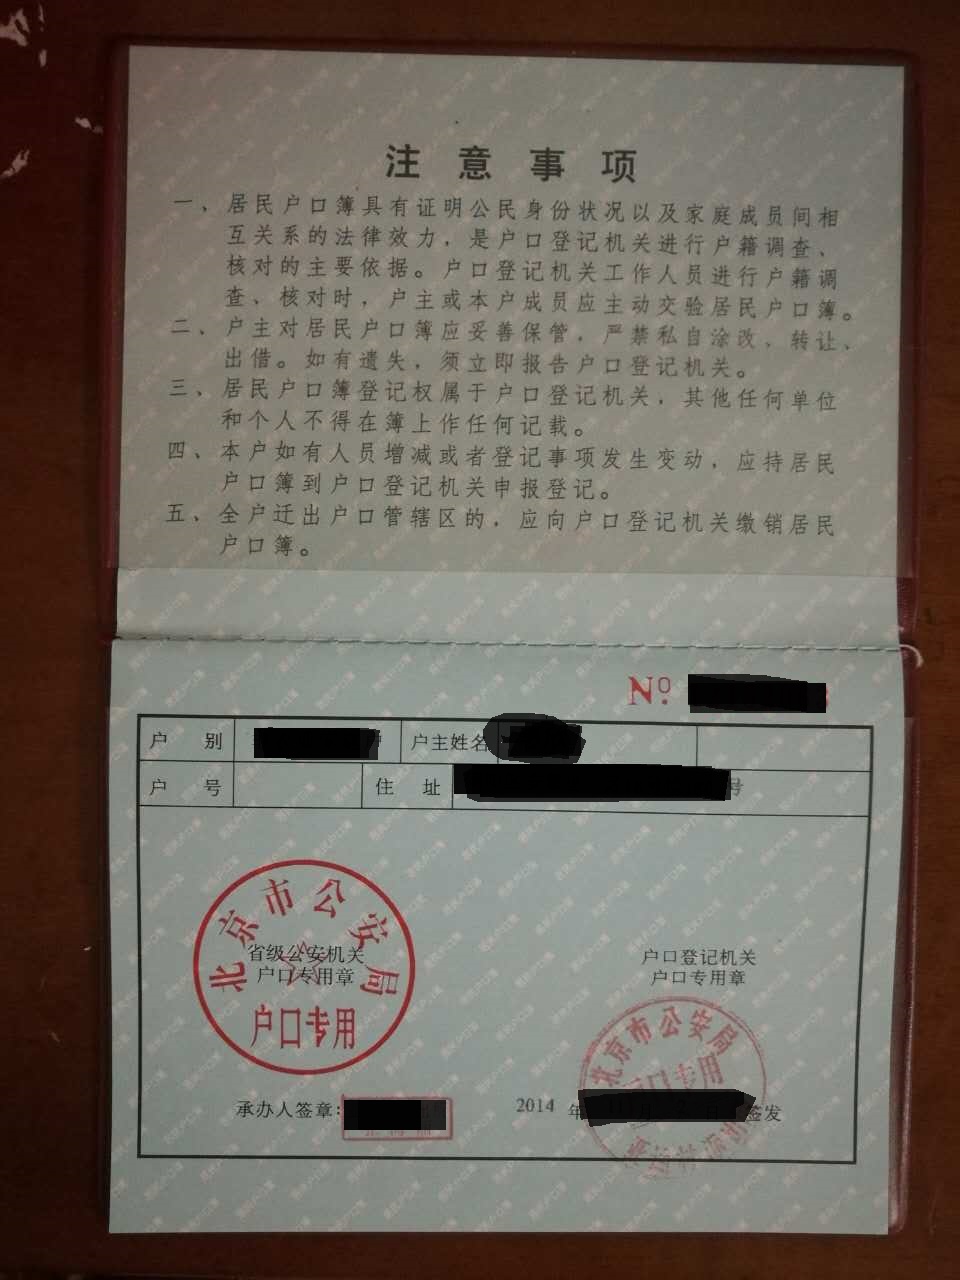 注意事项
一、居民户口簿具有证明公民身份状况以及家庭成员间相
互关系的法律效力，是户口登记机关进行户籍调查、
核对的主要依据。户口登记机关工作人员进行户籍调
查、核对时，户主或本户成员应主动交验居民户口簿。
二、户主对居民户口簿应妥善保管，严禁私自涂改、转让、
出借。如有遗失，须立即报告户口登记机关。
三、居民户口簿登记权属于户口登记机关，其他任何单位
和个人不得在簿上作任何记载。
四、本户如有人员增减或者登记事项发生变动，应持居民
户口簿到户口登记机关申报登记。
五、全户迁出户口管辖区的，应向户口登记机关缴销居民
户口簿。
No.
户别 户主姓名
户号 住址 号
北京市公安局
省级公安机关
户口专用章
户口专用
户口登记机关
户口专用章
北京市公安局
户口专用
承办人签章：
2014 年 签发